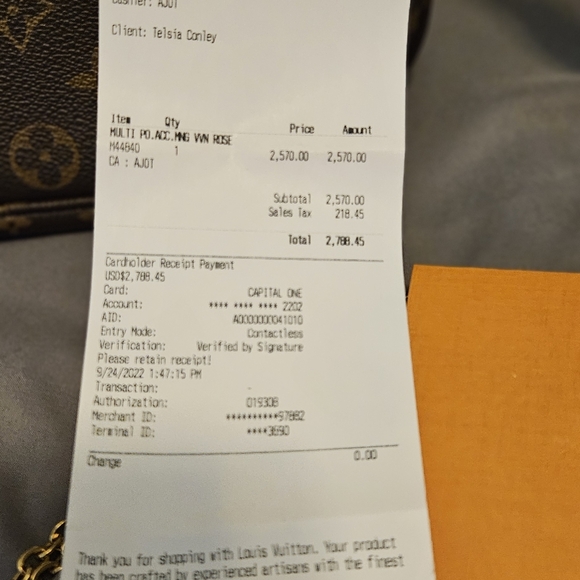 Cashier: AJ01
Client: Telsia Conley
Item Qty Price Amount
MULTI PO.ACC.MNG VVN ROSE
M44840 1 2,570.00 2,570.00
CA : AJ01
Subtotal 2,570.00
Sales Tax 218.45
Total 2,788.45
Cardholder Receipt Payment
USD$2,788.45
Card: CAPITAL ONE
Account: **** **** **** 2202
AID: A0000000041010
Entry Mode: Contactless
Verification: Verified by Signature
Please retain receipt!
9/24/2022 1:47:15 PM
Transaction: -
Authorization: 01930B
Merchant ID: **********97882
Terminal ID: ****3690
Change 0.00
Thank you for shopping with Louis Vuitton. Your product
has been crafted by experienced artisans with the finest